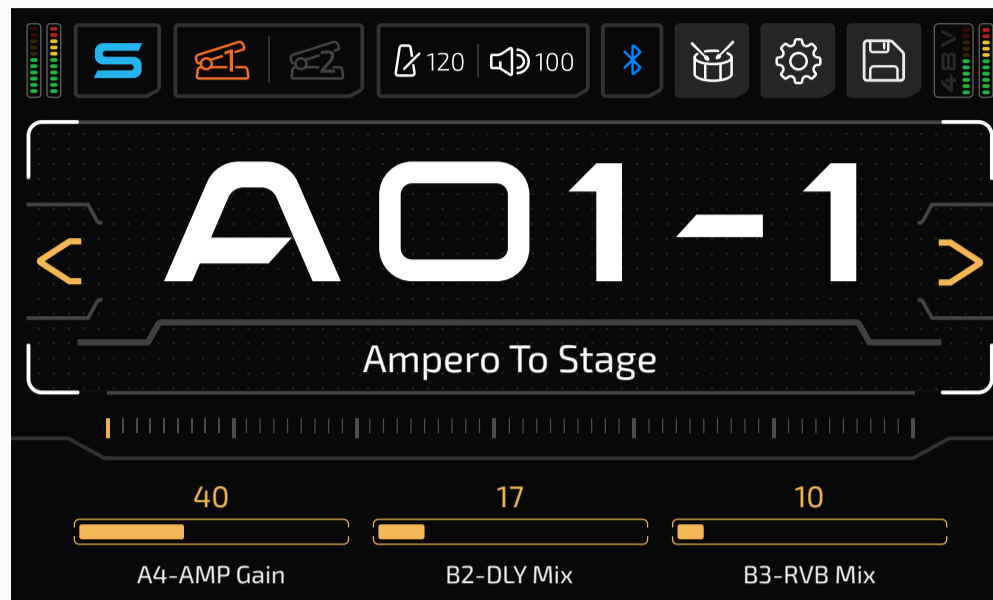 S 1 2 120 100 48V
A01-1
Ampero To Stage
40 17 10
A4-AMP Gain B2-DLY Mix B3-RVB Mix